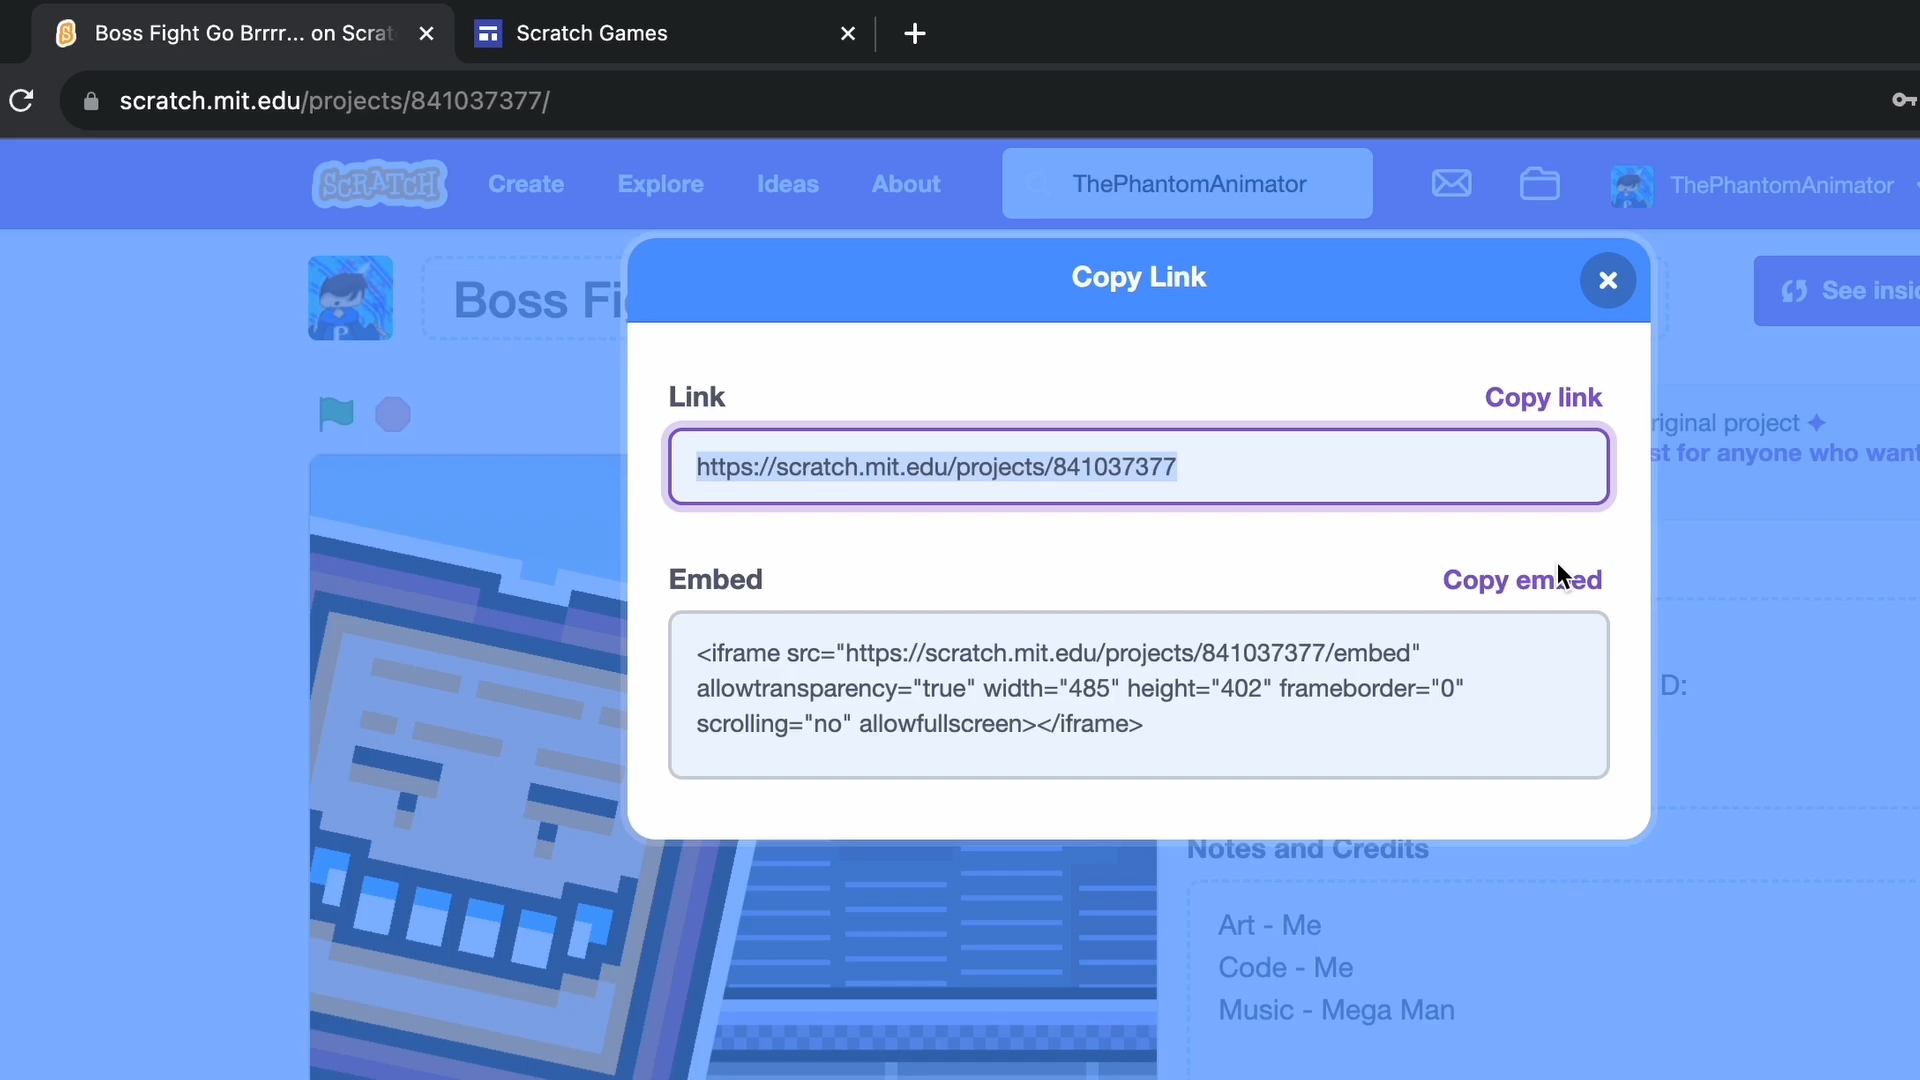 Boss Fight Go Brrrr... on Scrat
Scratch Games
scratch.mit.edu/projects/841037377/
SCRATCH
Create
Explore
Ideas
About
ThePhantomAnimator
ThePhantomAnimator
Boss Fi
See insid
Copy Link
Link
Copy link
https://scratch.mit.edu/projects/841037377
riginal project ✦
st for anyone who want
Embed
Copy embed
<iframe src="https://scratch.mit.edu/projects/841037377/embed"
allowtransparency="true" width="485" height="402" frameborder="0"
scrolling="no" allowfullscreen></iframe>
D:
Notes and Credits
Art - Me
Code - Me
Music - Mega Man